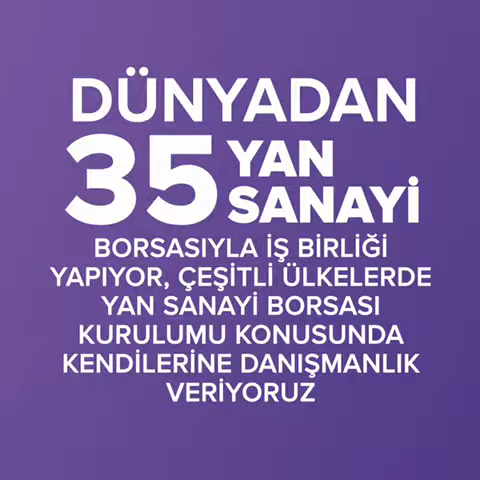 DÜNYADAN
35 YAN
SANAYİ
BORSASIYLA İŞ BİRLİĞİ
YAPIYOR, ÇEŞİTLİ ÜLKELERDE
YAN SANAYİ BORSASI
KURULUMU KONUSUNDA
KENDİLERİNE DANIŞMANLIK
VERİYORUZ